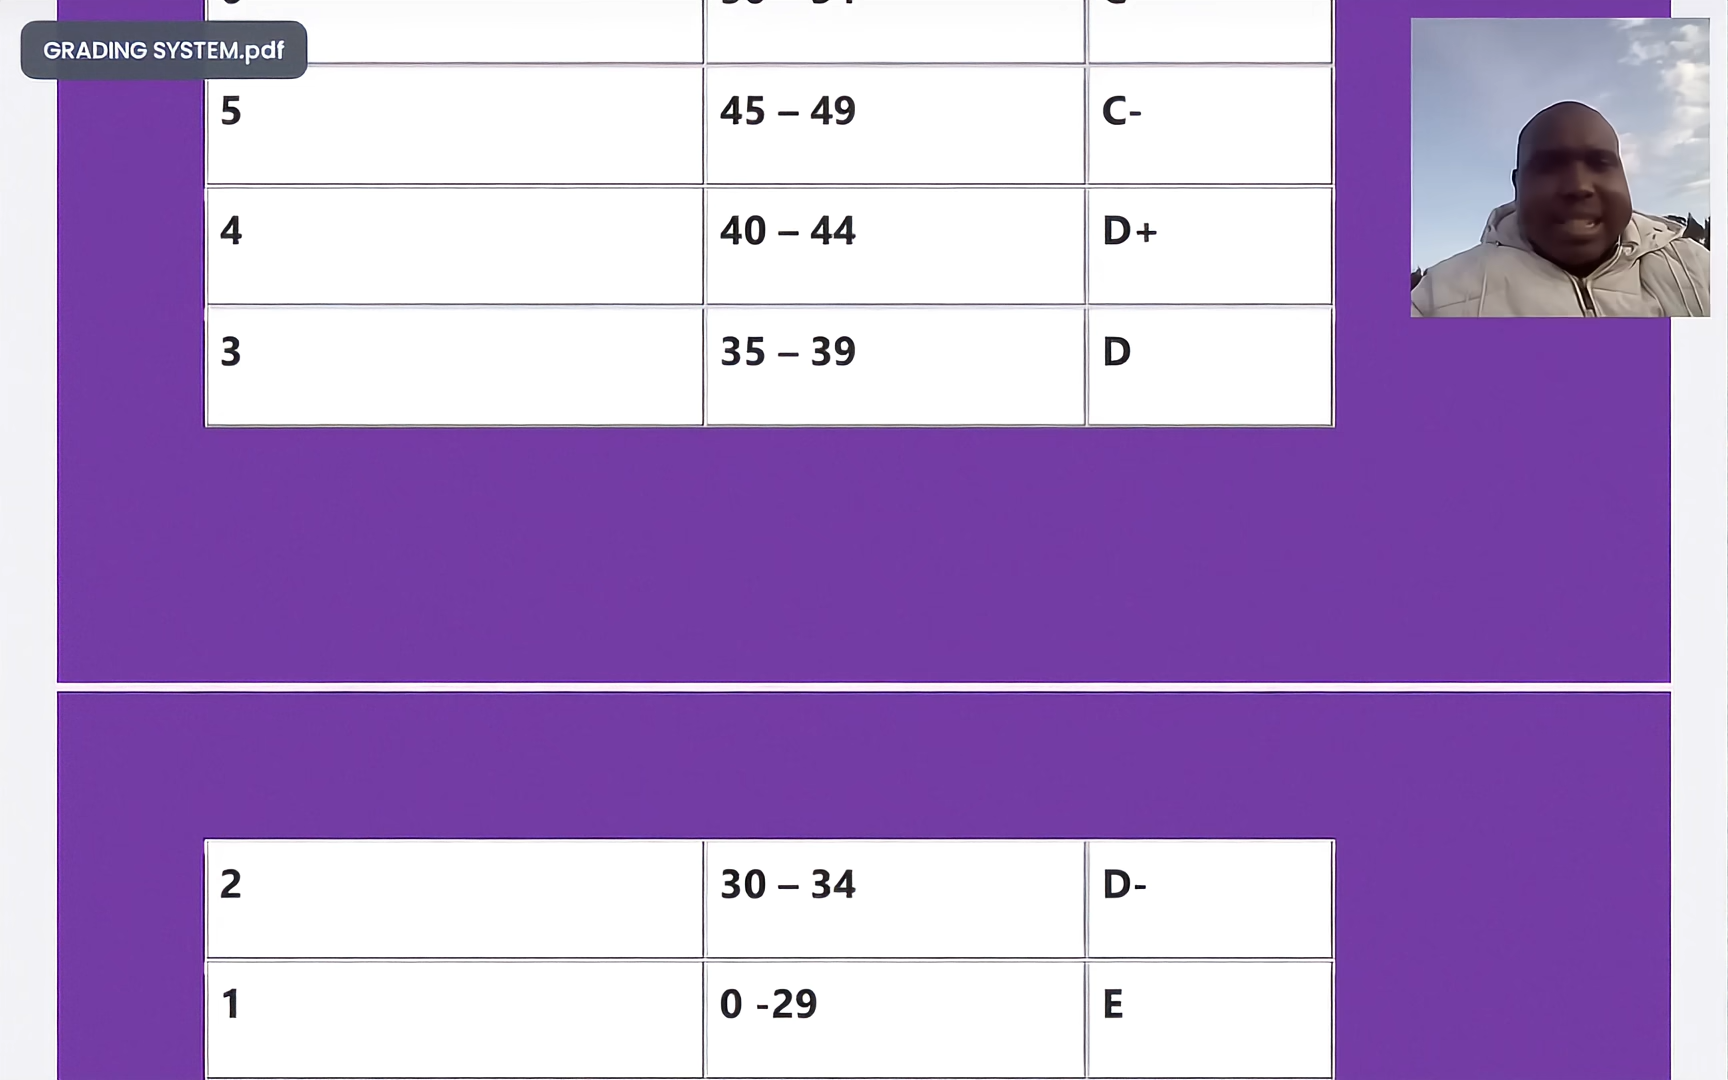 GRADING SYSTEM.pdf
5 45 – 49 C-
4 40 – 44 D+
3 35 – 39 D
2 30 – 34 D-
1 0 -29 E